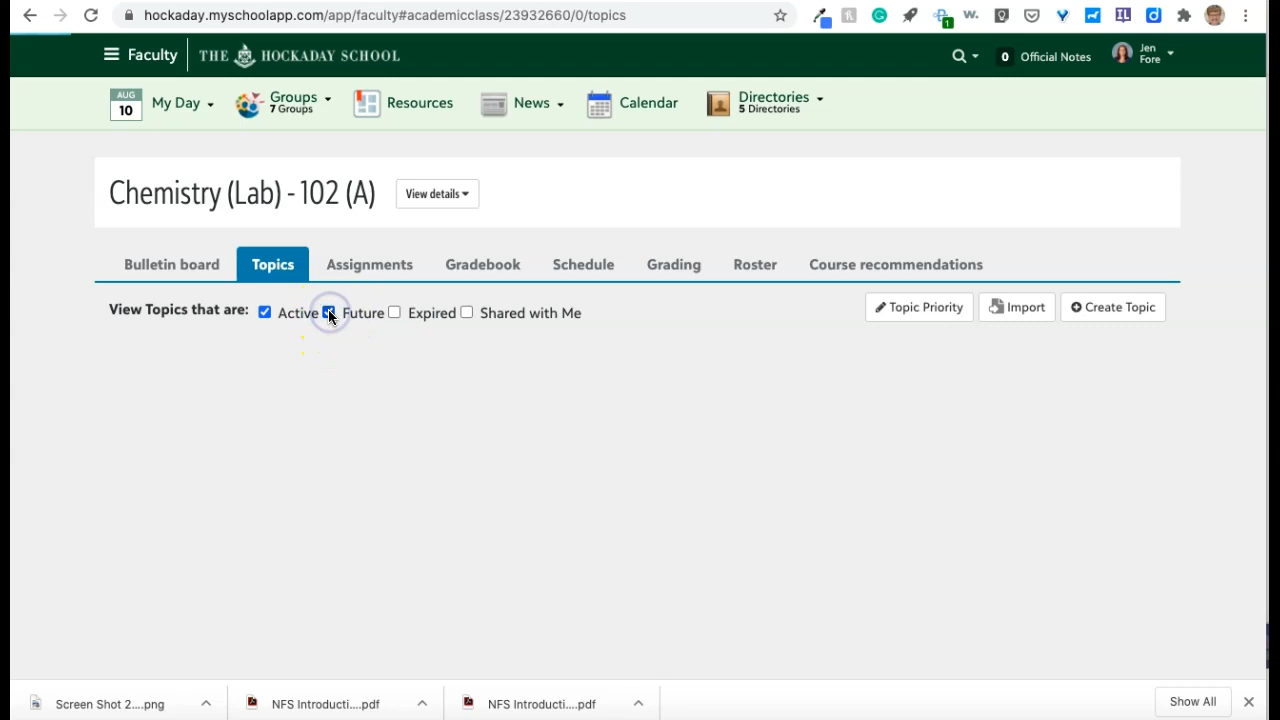 hockaday.myschoolapp.com/app/faculty#academicclass/23932660/0/topics
1
Faculty
THE HOCKADAY SCHOOL
0 Official Notes
Jen Fore
AUG 10
My Day
Groups
7 Groups
Resources
News
Calendar
Directories
5 Directories
Chemistry (Lab) - 102 (A)
View details
Bulletin board Topics Assignments Gradebook Schedule Grading Roster Course recommendations
View Topics that are: Active Future Expired Shared with Me
Topic Priority Import Create Topic
Screen Shot 2....png NFS Introducti....pdf NFS Introducti....pdf Show All